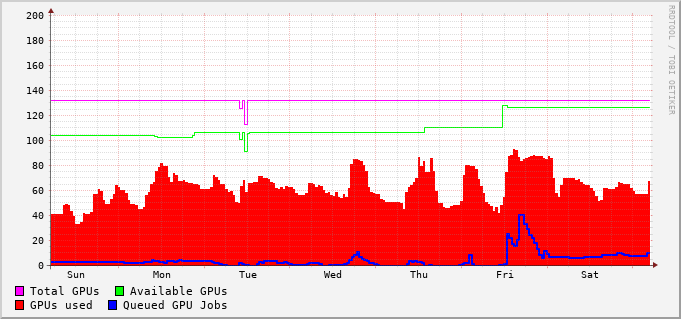 200
180
160
140
120
100
80
60
40
20
0
Sun Mon Tue Wed Thu Fri Sat
Total GPUs Available GPUs
GPUs used Queued GPU Jobs
RRDTOOL / TOBI OETIKER